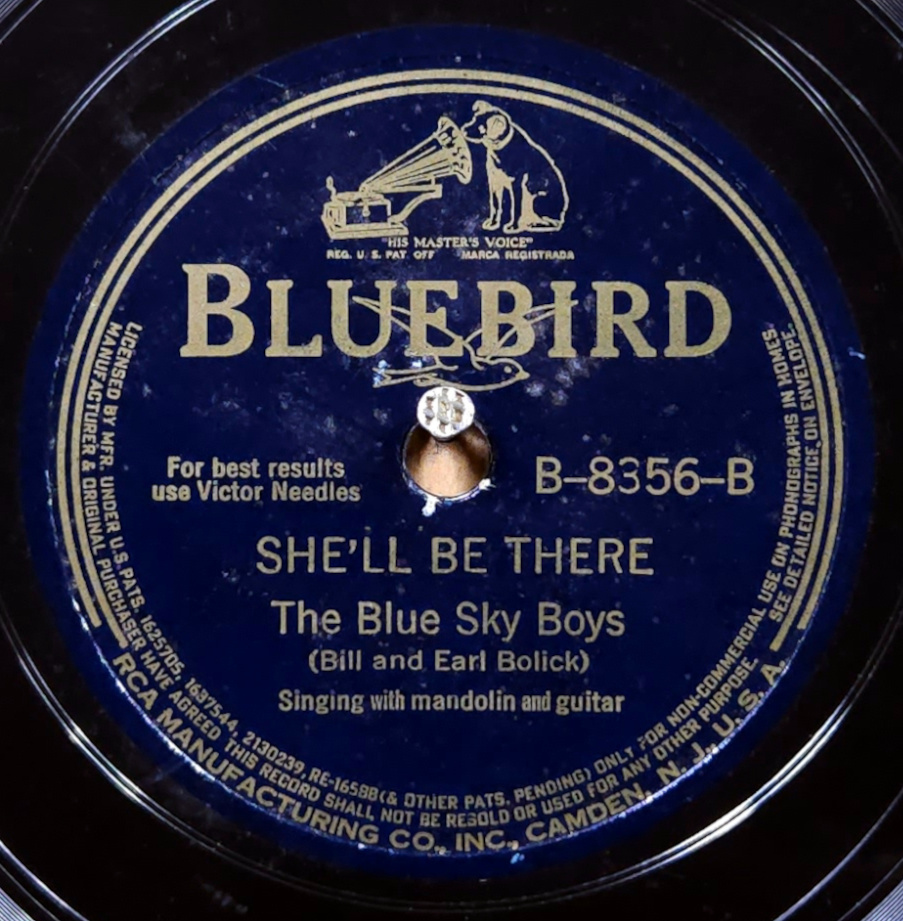 "HIS MASTER'S VOICE"
REG. U. S. PAT. OFF. MARCA REGISTRADA
BLUEBIRD
For best results
use Victor Needles
B–8356–B
SHE'LL BE THERE
The Blue Sky Boys
(Bill and Earl Bolick)
Singing with mandolin and guitar
LICENSED BY MFR. UNDER U.S. PATS. 1625705, 1637544, 2130239, RE-16588 (& OTHER PATS. PENDING) ONLY FOR NON-COMMERCIAL USE ON PHONOGRAPHS IN HOMES.
MANUFACTURER & ORIGINAL PURCHASER HAVE AGREED THIS RECORD SHALL NOT BE RESOLD OR USED FOR ANY OTHER PURPOSE. SEE DETAILED NOTICE ON ENVELOPE.
RCA MANUFACTURING CO., INC., CAMDEN, N. J., U. S. A.